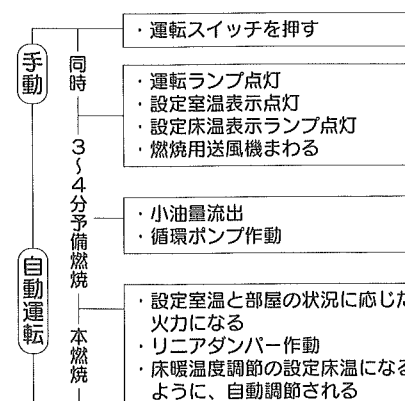 ・運転スイッチを押す
手動
同時
・運転ランプ点灯
・設定室温表示点灯
・設定床温表示ランプ点灯
・燃焼用送風機まわる
3〜4分予備燃焼
・小油量流出
・循環ポンプ作動
自動運転
・設定室温と部屋の状況に応じた
火力になる
・リニアダンパー作動
・床暖温度調節の設定床温になる
ように、自動調節される
本燃焼